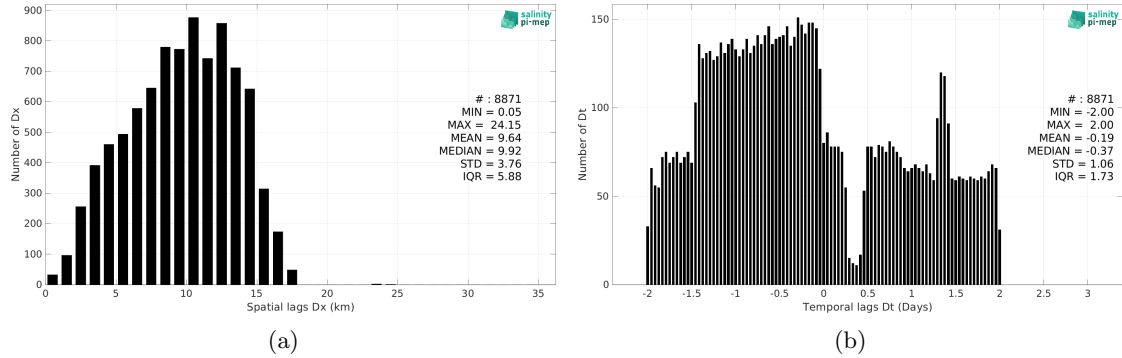 salinity
pi-mep
900
800
700
600
500
400
300
200
100
0
Number of Dx
# : 8871
MIN = 0.05
MAX = 24.15
MEAN = 9.64
MEDIAN = 9.92
STD = 3.76
IQR = 5.88
0 5 10 15 20 25 30 35
Spatial lags Dx (km)
(a)
salinity
pi-mep
150
100
50
0
Number of Dt
# : 8871
MIN = -2.00
MAX = 2.00
MEAN = -0.19
MEDIAN = -0.37
STD = 1.06
IQR = 1.73
-2 -1.5 -1 -0.5 0 0.5 1 1.5 2 2.5 3
Temporal lags Dt (Days)
(b)